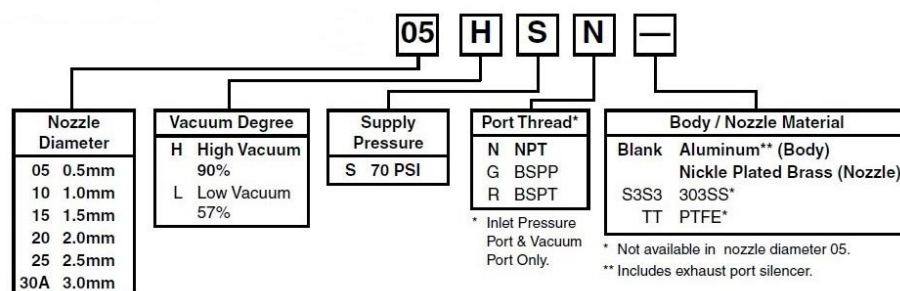 05 H S N —
Nozzle
Diameter
05 0.5mm
10 1.0mm
15 1.5mm
20 2.0mm
25 2.5mm
30A 3.0mm
Vacuum Degree
H High Vacuum
90%
L Low Vacuum
57%
Supply
Pressure
S 70 PSI
Port Thread*
N NPT
G BSPP
R BSPT
* Inlet Pressure
Port & Vacuum
Port Only.
Body / Nozzle Material
Blank Aluminum** (Body)
Nickle Plated Brass (Nozzle)
S3S3 303SS*
TT PTFE*
* Not available in nozzle diameter 05.
** Includes exhaust port silencer.